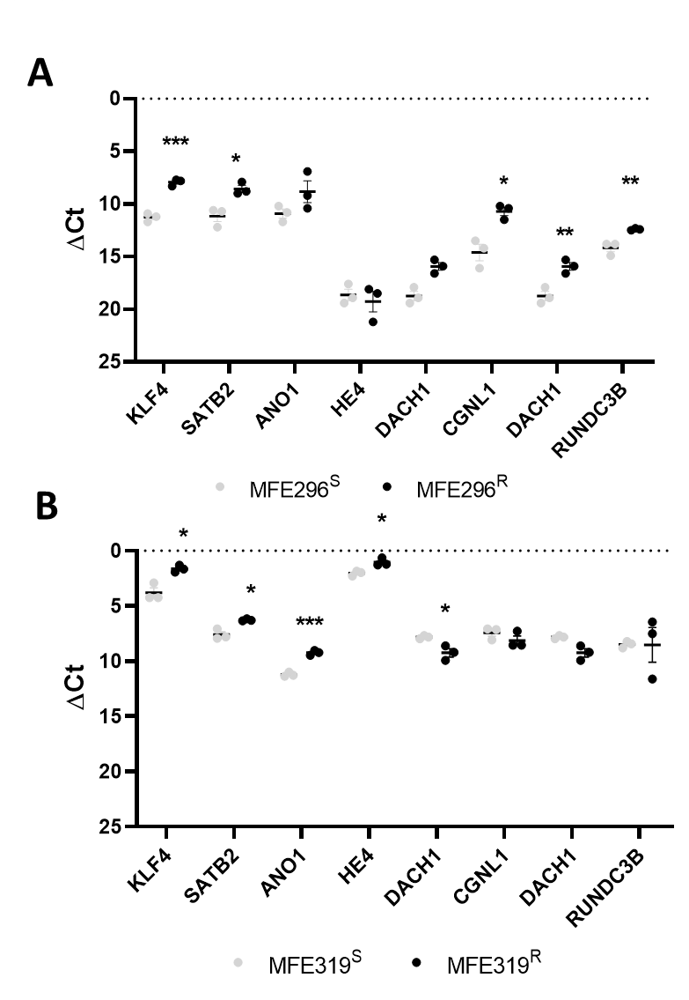 A
ΔCt
0
5
10
15
20
25
***
*
*
**
**
KLF4
SATB2
ANO1
HE4
DACH1
CGNL1
DACH1
RUNDC3B
MFE296S
MFE296R
B
ΔCt
0
5
10
15
20
25
*
*
***
*
*
KLF4
SATB2
ANO1
HE4
DACH1
CGNL1
DACH1
RUNDC3B
MFE319S
MFE319R